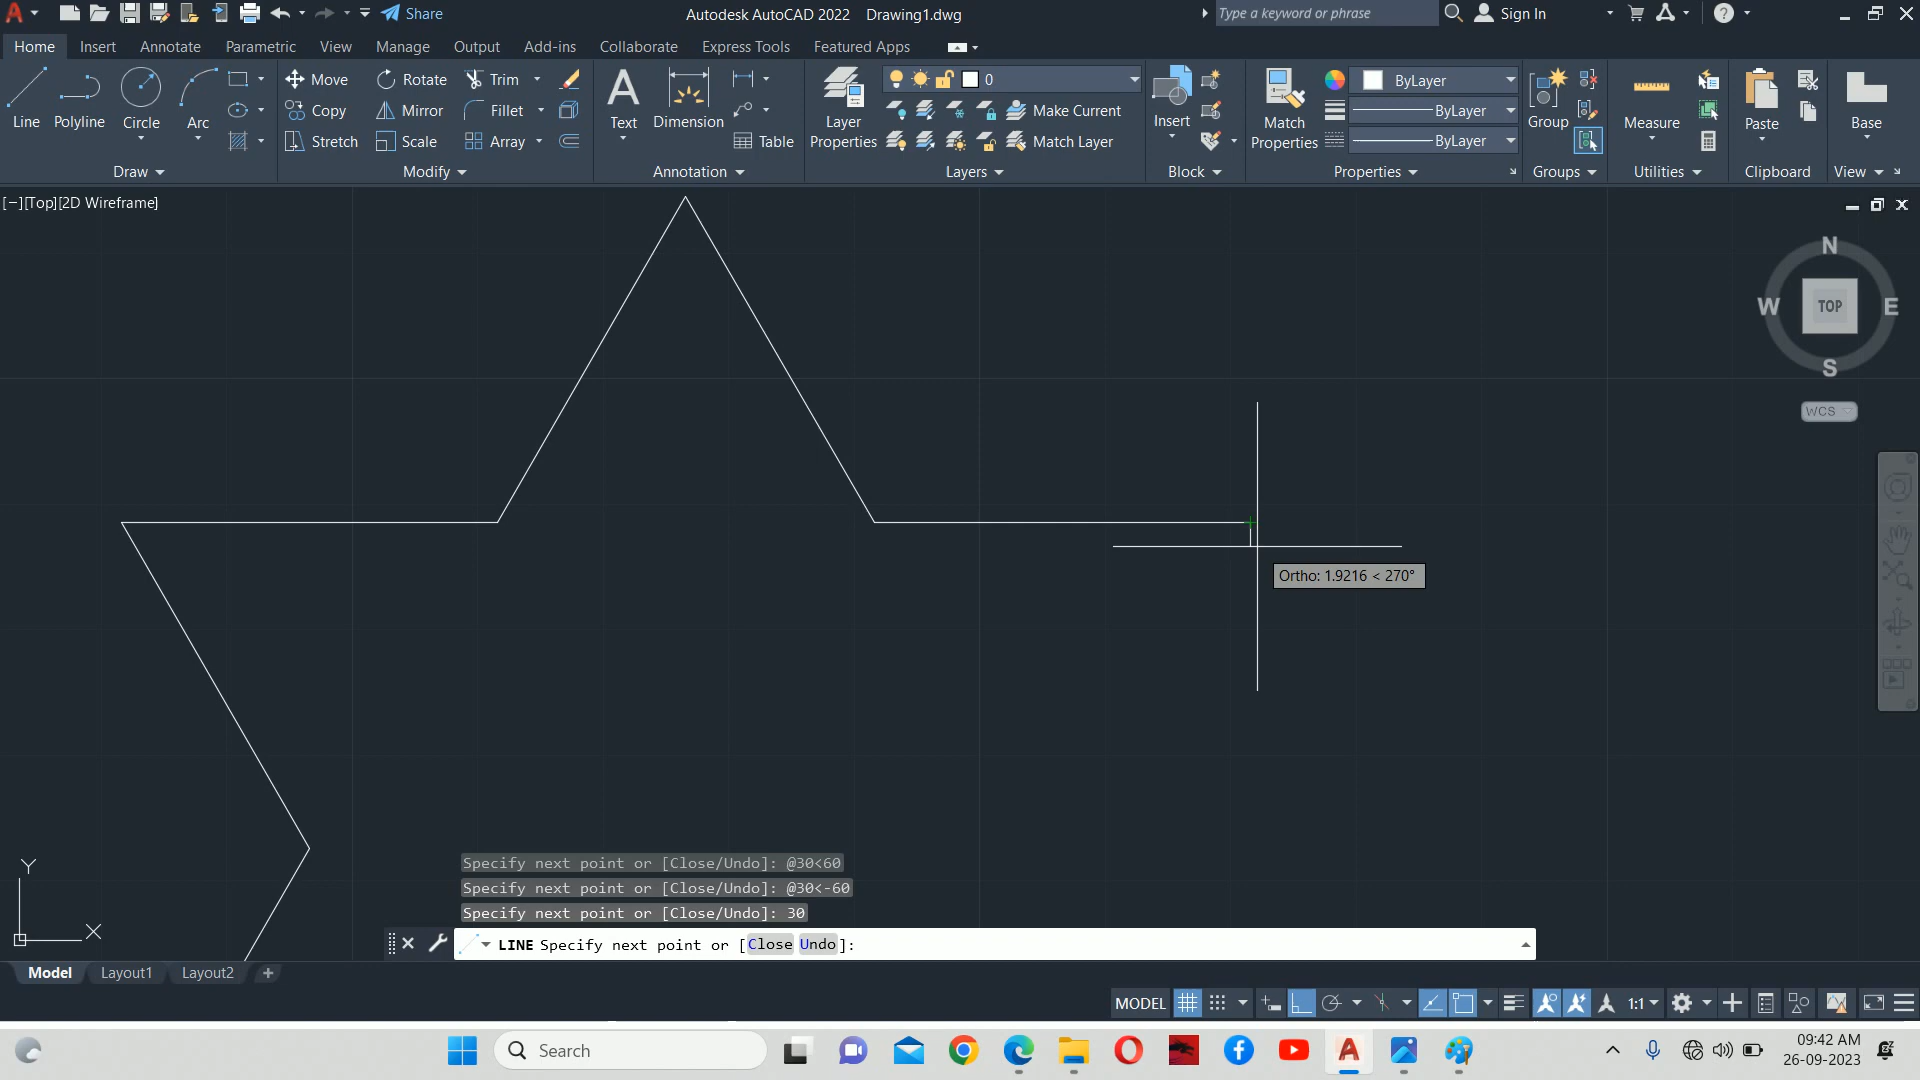 Share
Autodesk AutoCAD 2022 Drawing1.dwg
Type a keyword or phrase
Sign In
Home Insert Annotate Parametric View Manage Output Add-ins Collaborate Express Tools Featured Apps
Line Polyline Circle Arc
Move Rotate Trim
Copy Mirror Fillet
Stretch Scale Array
Text Dimension Table
Layer Properties
0
Make Current
Match Layer
Insert
Match Properties
ByLayer
ByLayer
ByLayer
Group
Measure
Paste
Base
Draw Modify Annotation Layers Block Properties Groups Utilities Clipboard View
[−][Top][2D Wireframe]
N
W TOP E
S
WCS
Ortho: 1.9216 < 270°
Y
X
Specify next point or [Close/Undo]: @30<60
Specify next point or [Close/Undo]: @30<-60
Specify next point or [Close/Undo]: 30
LINE Specify next point or [Close Undo]:
Model Layout1 Layout2 +
MODEL 1:1
Search
09:42 AM
26-09-2023